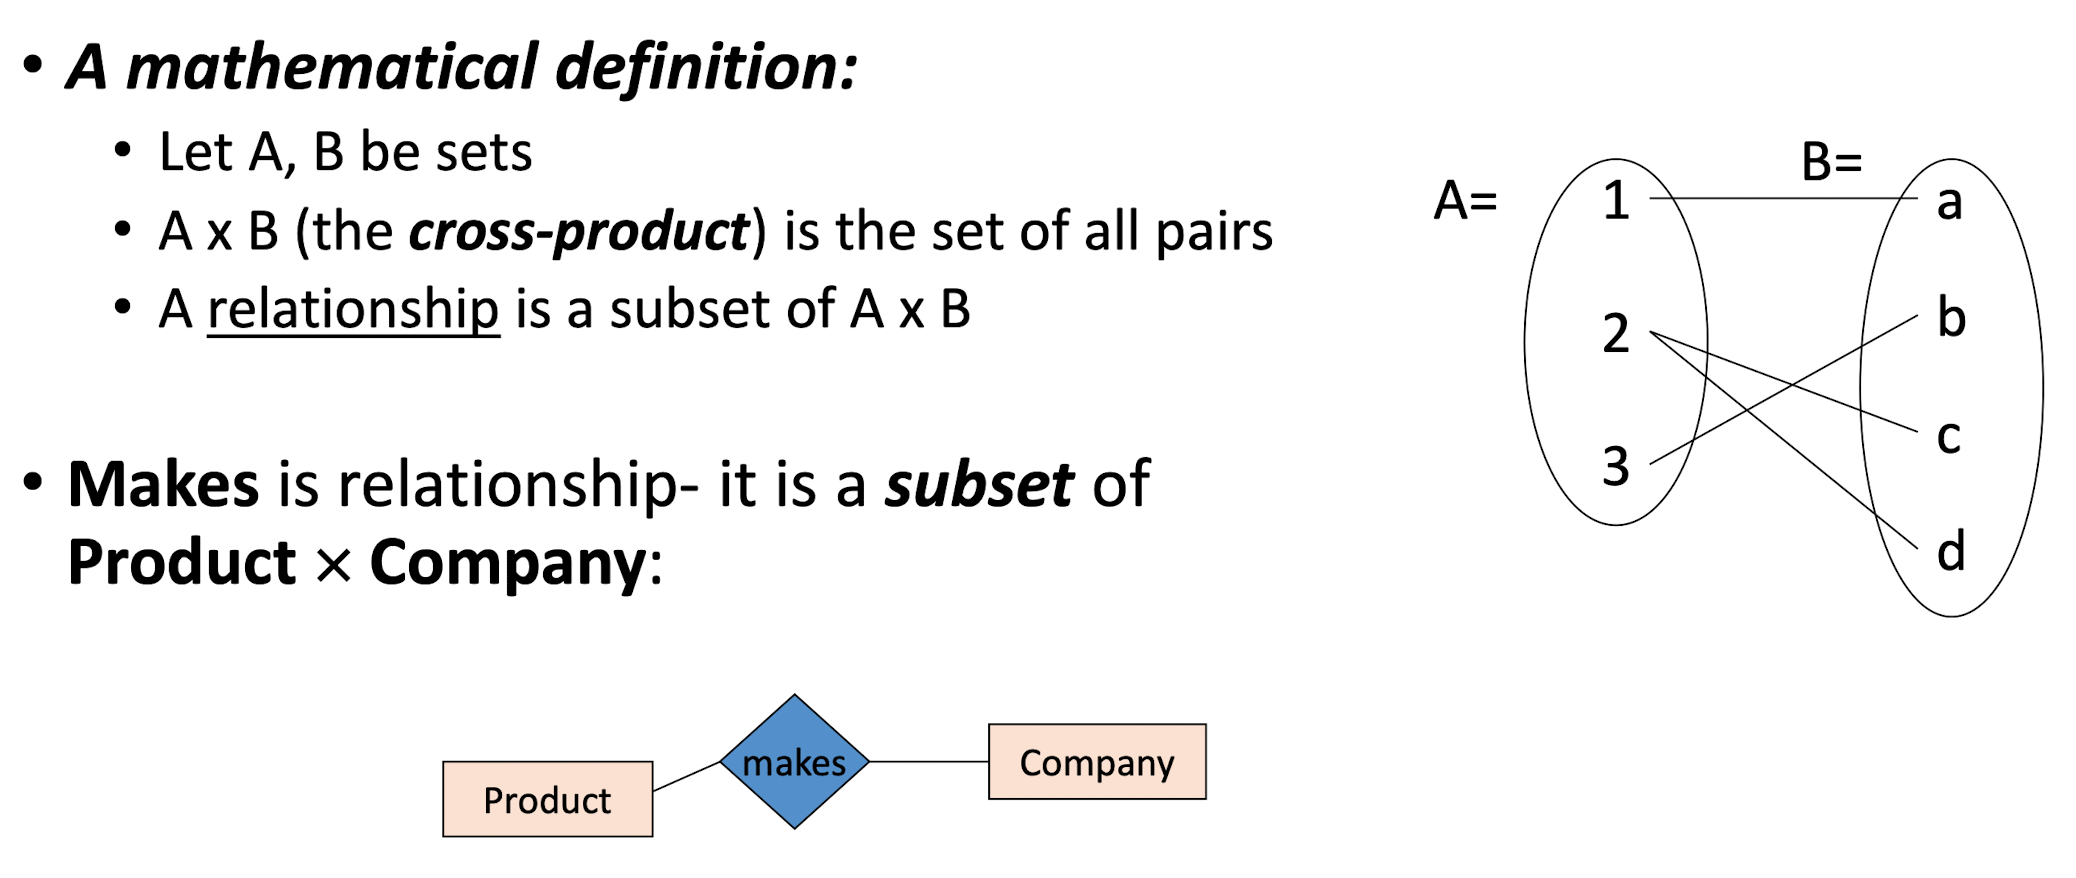 • A mathematical definition:
• Let A, B be sets
• A x B (the cross-product) is the set of all pairs
• A relationship is a subset of A x B
• Makes is relationship- it is a subset of
Product × Company:
A=
1
2
3
B=
a
b
c
d
Product
makes
Company